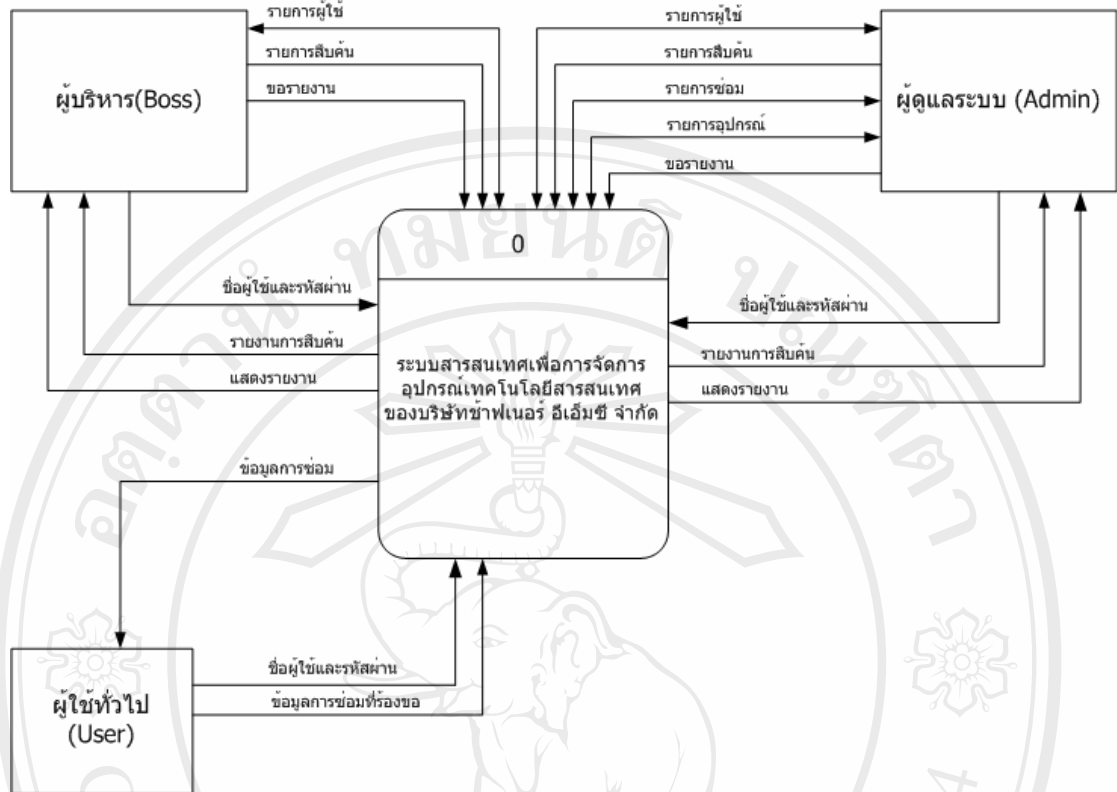 รายการผู้ใช้
รายการผู้ใช้
รายการสืบค้น
รายการสืบค้น
ผู้บริหาร(Boss)
ขอรายงาน
รายการซ่อม
ผู้ดูแลระบบ (Admin)
รายการอุปกรณ์
ขอรายงาน
0
ชื่อผู้ใช้และรหัสผ่าน
ชื่อผู้ใช้และรหัสผ่าน
รายงานการสืบค้น
รายงานการสืบค้น
แสดงรายงาน
แสดงรายงาน
ระบบสารสนเทศเพื่อการจัดการ
อุปกรณ์เทคโนโลยีสารสนเทศ
ของบริษัทช้าฟเนอร์ อีเอ็มซี จำกัด
ข้อมูลการซ่อม
ชื่อผู้ใช้และรหัสผ่าน
ข้อมูลการซ่อมที่ร้องขอ
ผู้ใช้ทั่วไป
(User)